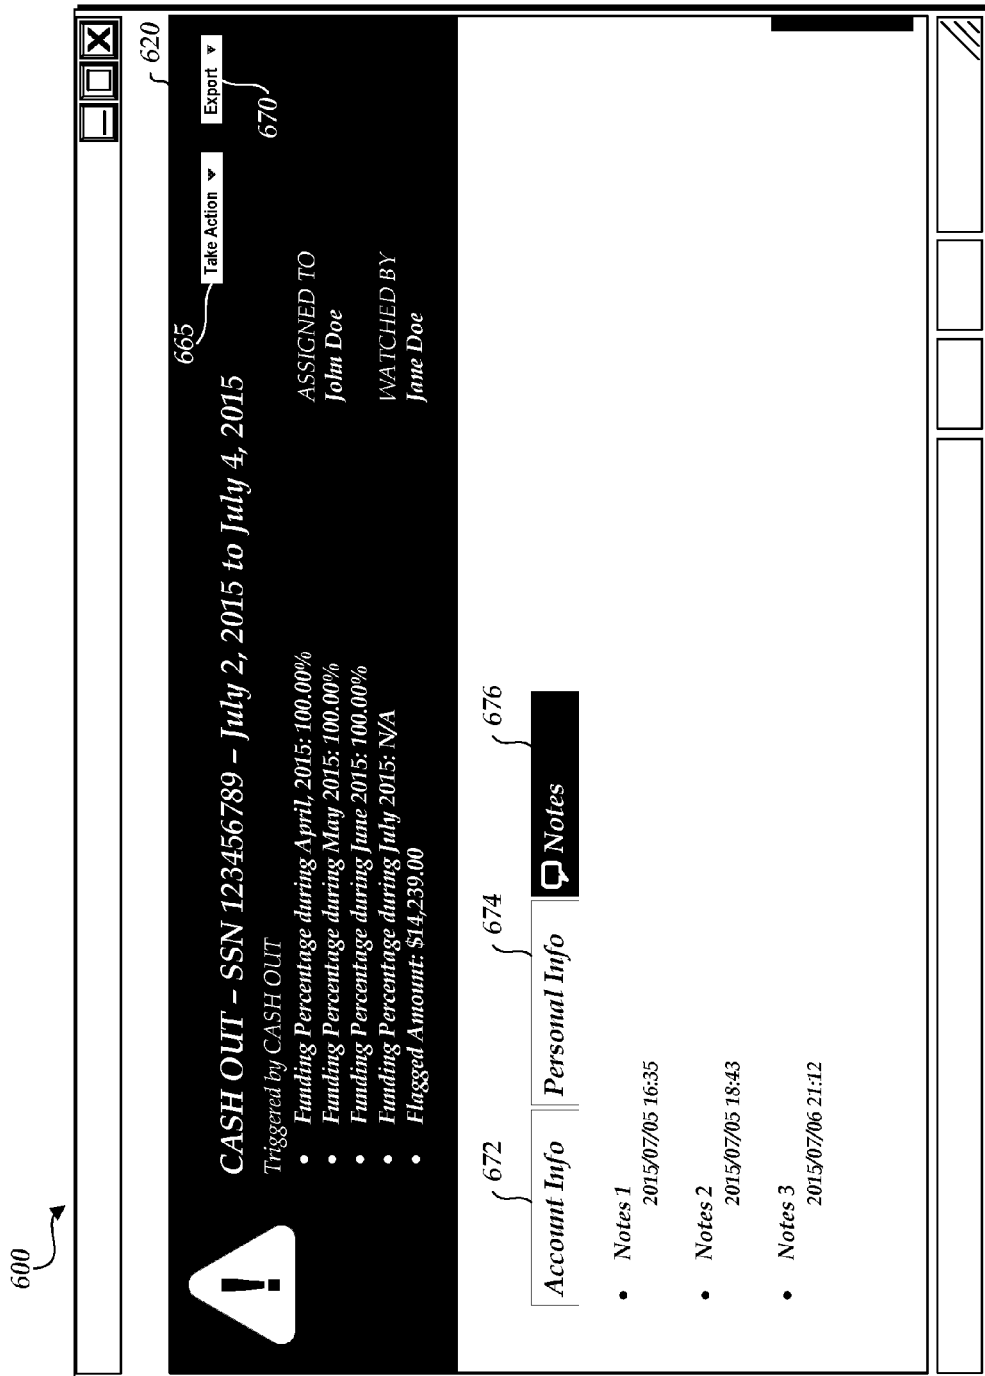 600
620
CASH OUT – SSN 123456789 – July 2, 2015 to July 4, 2015
665
Take Action
Export
670
Triggered by CASH OUT
• Funding Percentage during April, 2015: 100.00%
• Funding Percentage during May 2015: 100.00%
• Funding Percentage during June 2015: 100.00%
• Funding Percentage during July 2015: N/A
• Flagged Amount: $14,239.00
ASSIGNED TO
John Doe
WATCHED BY
Jane Doe
672
674
676
Account Info
Personal Info
Notes
• Notes 1
2015/07/05 16:35
• Notes 2
2015/07/05 18:43
• Notes 3
2015/07/06 21:12